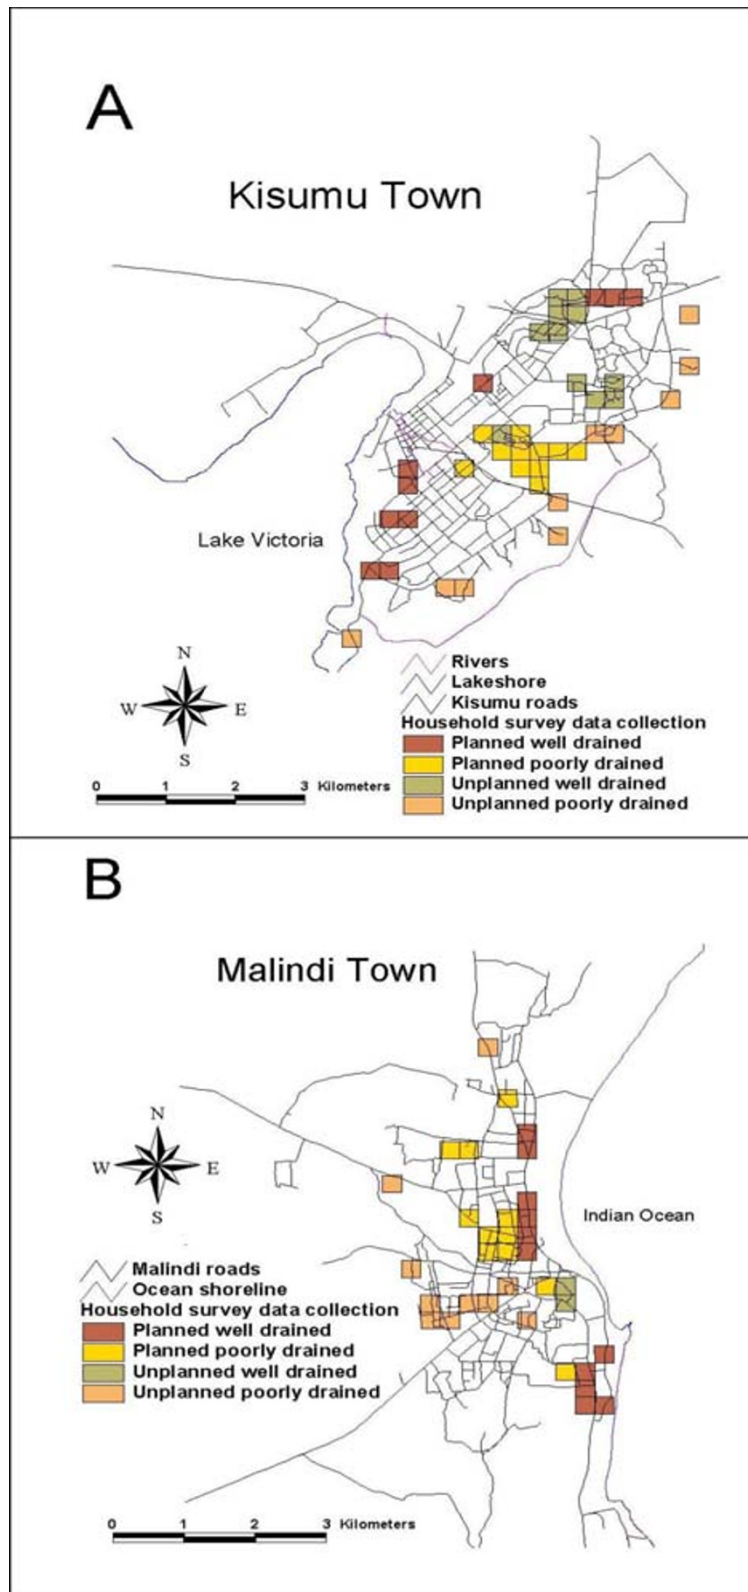 A
Kisumu Town
Lake Victoria
N
W E
S
Rivers
Lakeshore
Kisumu roads
Household survey data collection
Planned well drained
Planned poorly drained
Unplanned well drained
Unplanned poorly drained
0 1 2 3 Kilometers
B
Malindi Town
N
W E
S
Indian Ocean
Malindi roads
Ocean shoreline
Household survey data collection
Planned well drained
Planned poorly drained
Unplanned well drained
Unplanned poorly drained
0 1 2 3 Kilometers